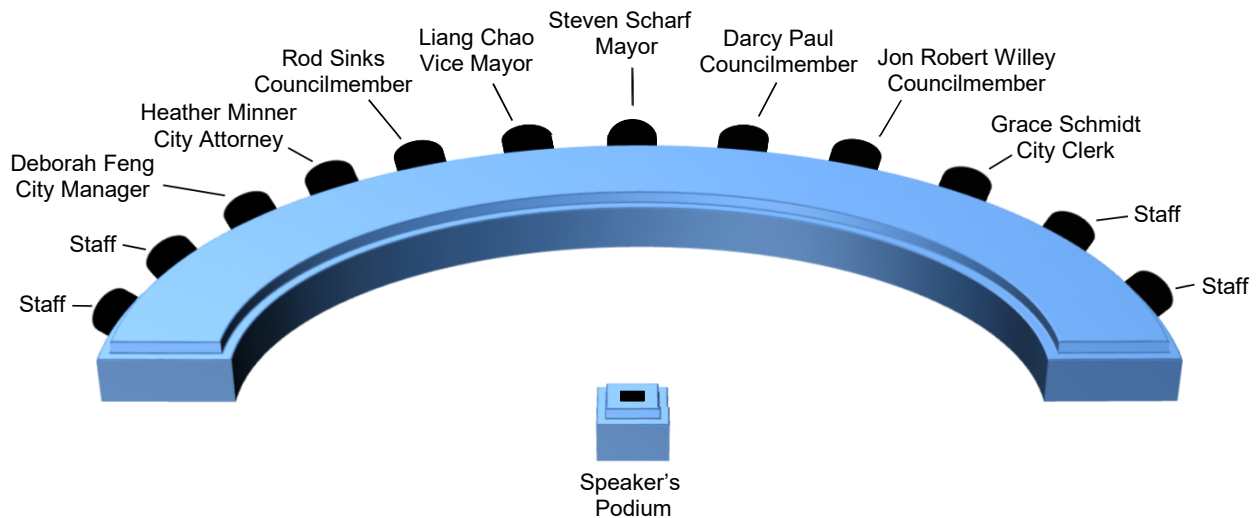 Steven Scharf
Mayor
Liang Chao
Vice Mayor
Darcy Paul
Councilmember
Rod Sinks
Councilmember
Jon Robert Willey
Councilmember
Heather Minner
City Attorney
Grace Schmidt
City Clerk
Deborah Feng
City Manager
Staff
Staff
Staff
Staff
Speaker’s
Podium